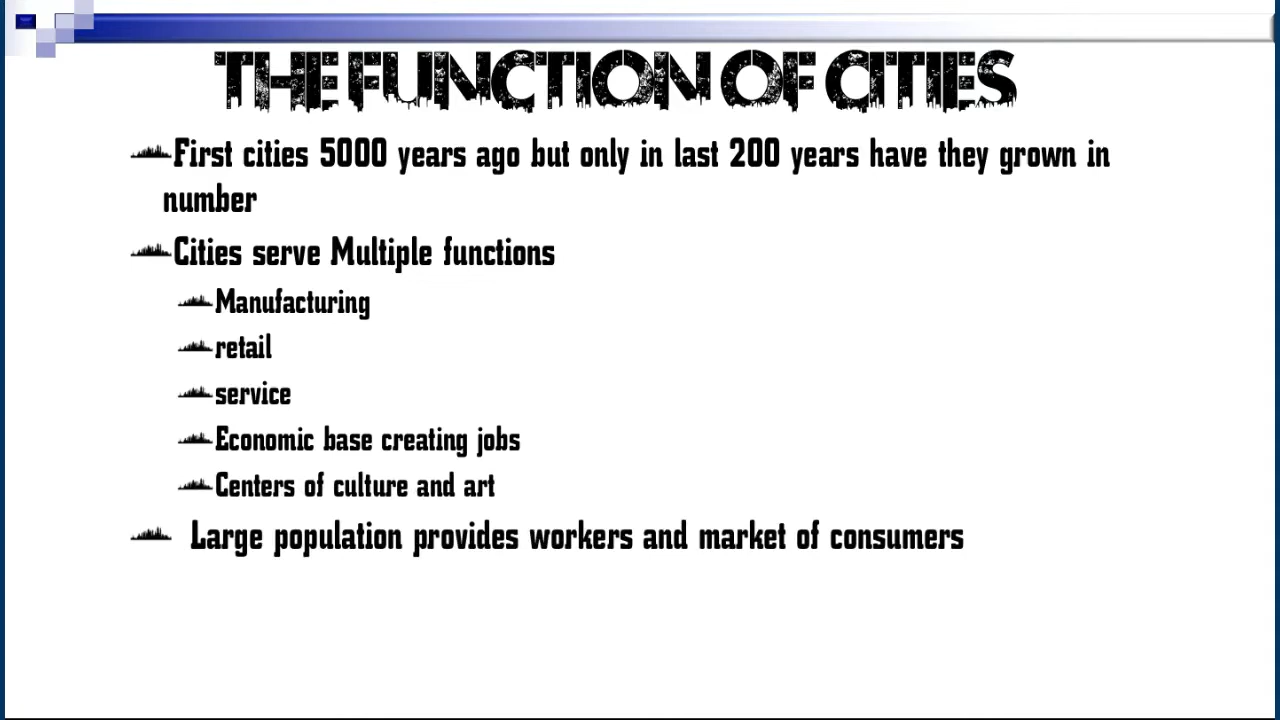 THE FUNCTION OF CITIES
First cities 5000 years ago but only in last 200 years have they grown in
number
Cities serve Multiple functions
Manufacturing
retail
service
Economic base creating jobs
Centers of culture and art
Large population provides workers and market of consumers